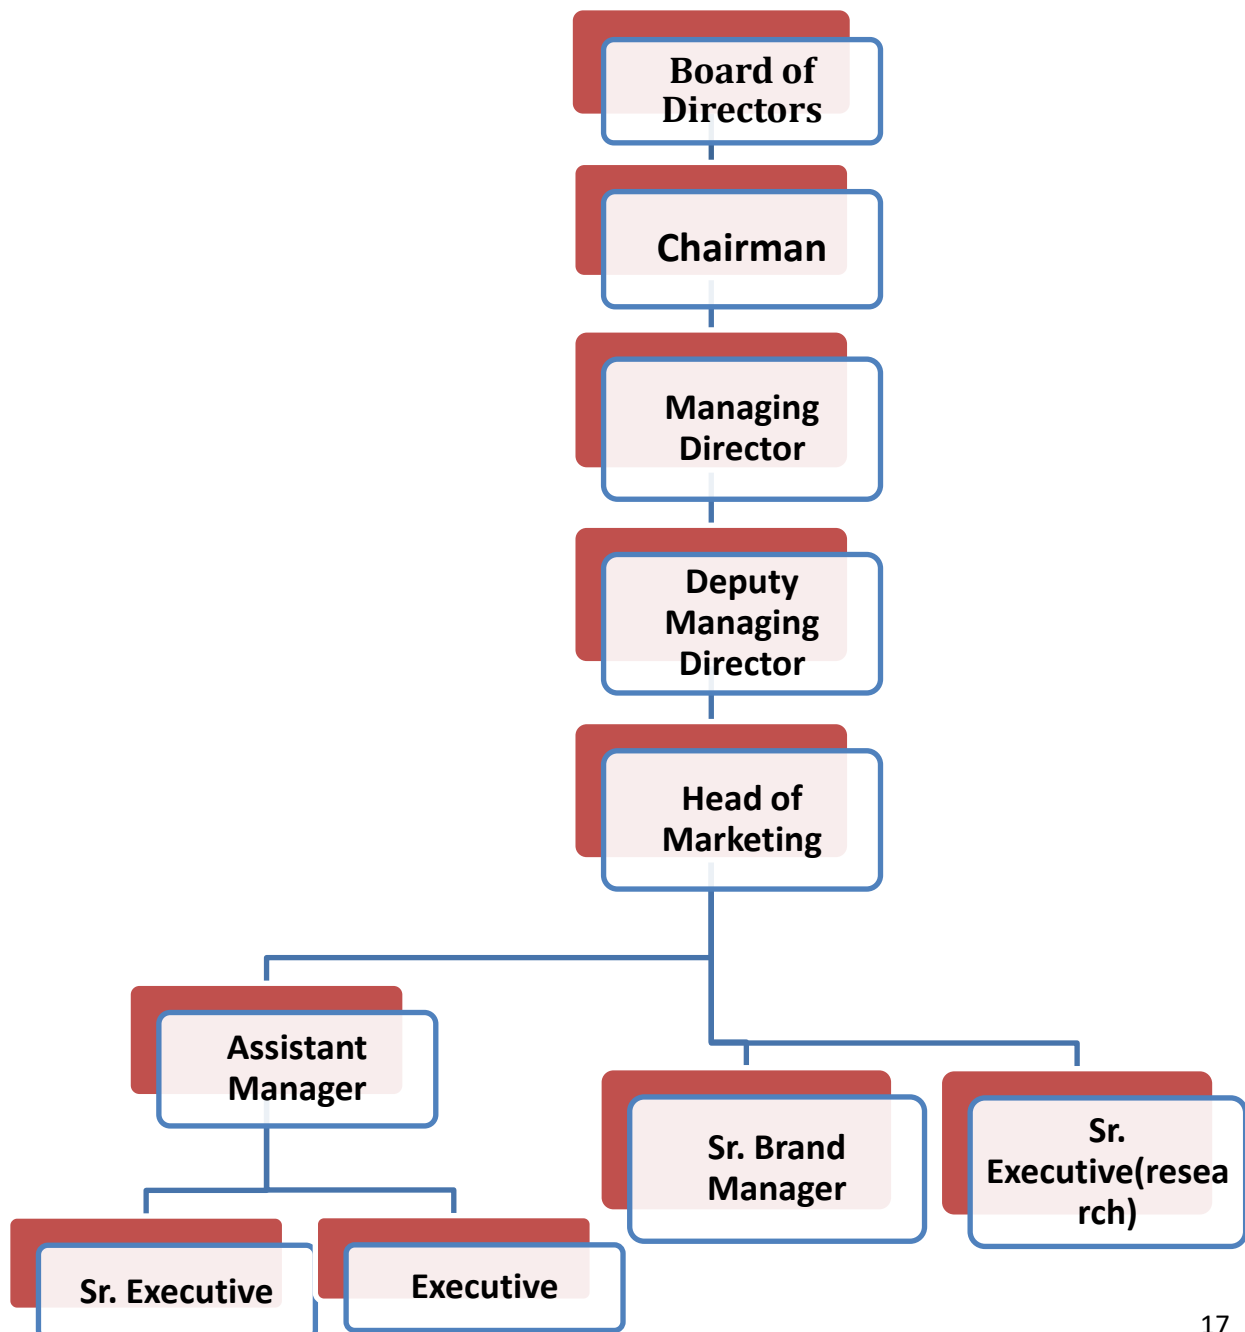 Board of
Directors
Chairman
Managing
Director
Deputy
Managing
Director
Head of
Marketing
Assistant
Manager
Sr. Brand
Manager
Sr.
Executive(resea
rch)
Sr. Executive
Executive
17